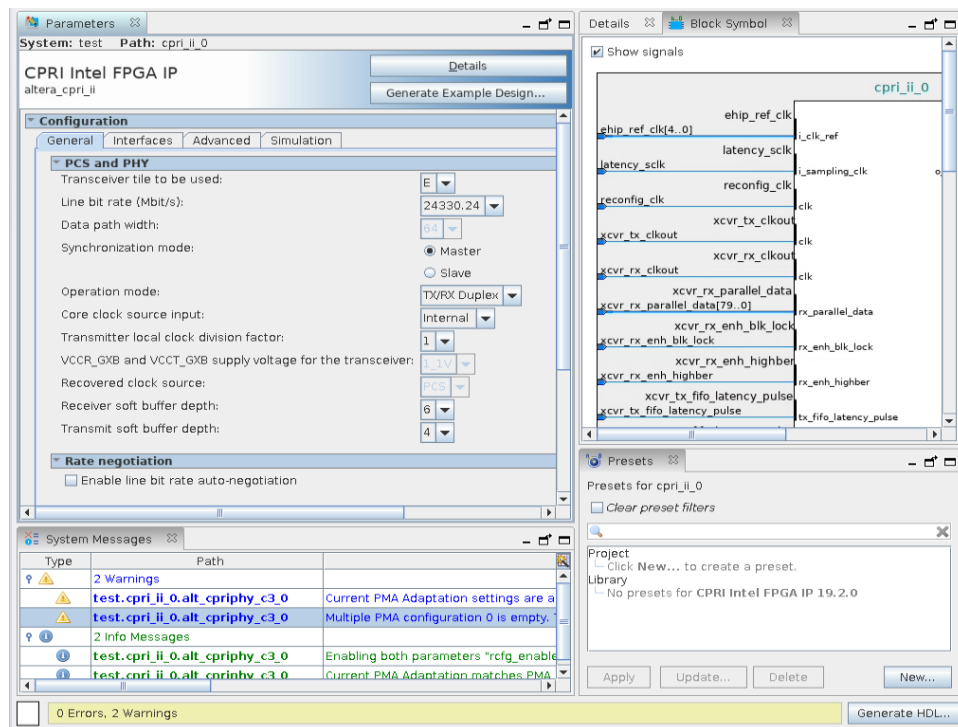 Parameters
System: test Path: cpri_ii_0
CPRI Intel FPGA IP
altera_cpri_ii
Details
Generate Example Design...
Configuration
General Interfaces Advanced Simulation
PCS and PHY
Transceiver tile to be used: E
Line bit rate (Mbit/s): 24330.24
Data path width: 64
Synchronization mode: Master
Slave
Operation mode: TX/RX Duplex
Core clock source input: Internal
Transmitter local clock division factor: 1
VCCR_GXB and VCCT_GXB supply voltage for the transceiver: 1_1V
Recovered clock source: PCS
Receiver soft buffer depth: 6
Transmit soft buffer depth: 4
Rate negotiation
Enable line bit rate auto-negotiation
System Messages
Type Path
2 Warnings
test.cpri_ii_0.alt_cpriphy_c3_0 Current PMA Adaptation settings are a
test.cpri_ii_0.alt_cpriphy_c3_0 Multiple PMA configuration 0 is empty.
2 Info Messages
test.cpri_ii_0.alt_cpriphy_c3_0 Enabling both parameters "rcfg_enable
test.cpri_ii_0.alt_cpriphy_c3_0 Current PMA Adaptation matches PMA
0 Errors, 2 Warnings
Generate HDL...
Details Block Symbol
Show signals
cpri_ii_0
ehip_ref_clk
ehip_ref_clk[4..0]
i_clk_ref
latency_sclk
latency_sclk
i_sampling_clk
reconfig_clk
reconfig_clk
clk
xcvr_tx_clkout
xcvr_tx_clkout
clk
xcvr_rx_clkout
xcvr_rx_clkout
clk
xcvr_rx_parallel_data
xcvr_rx_parallel_data[79..0]
rx_parallel_data
xcvr_rx_enh_blk_lock
xcvr_rx_enh_blk_lock
rx_enh_blk_lock
xcvr_rx_enh_highber
xcvr_rx_enh_highber
rx_enh_highber
xcvr_tx_fifo_latency_pulse
xcvr_tx_fifo_latency_pulse
tx_fifo_latency_pulse
Presets
Presets for cpri_ii_0
Clear preset filters
Project
Click New... to create a preset.
Library
No presets for CPRI Intel FPGA IP 19.2.0
Apply Update... Delete New...